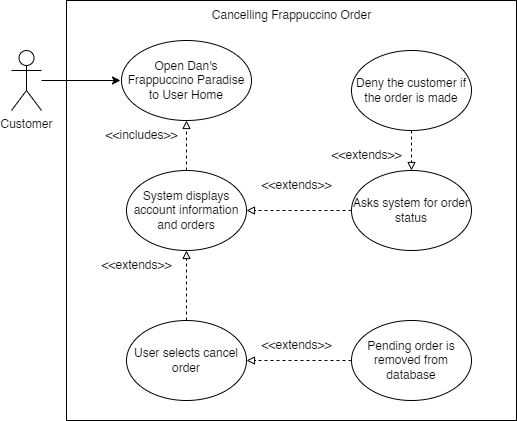 Cancelling Frappuccino Order
Open Dan's
Frappuccino Paradise
to User Home
Deny the customer if
the order is made
Customer
<<includes>>
<<extends>>
System displays
account information
and orders
<<extends>>
Asks system for order
status
<<extends>>
User selects cancel
order
<<extends>>
Pending order is
removed from
database